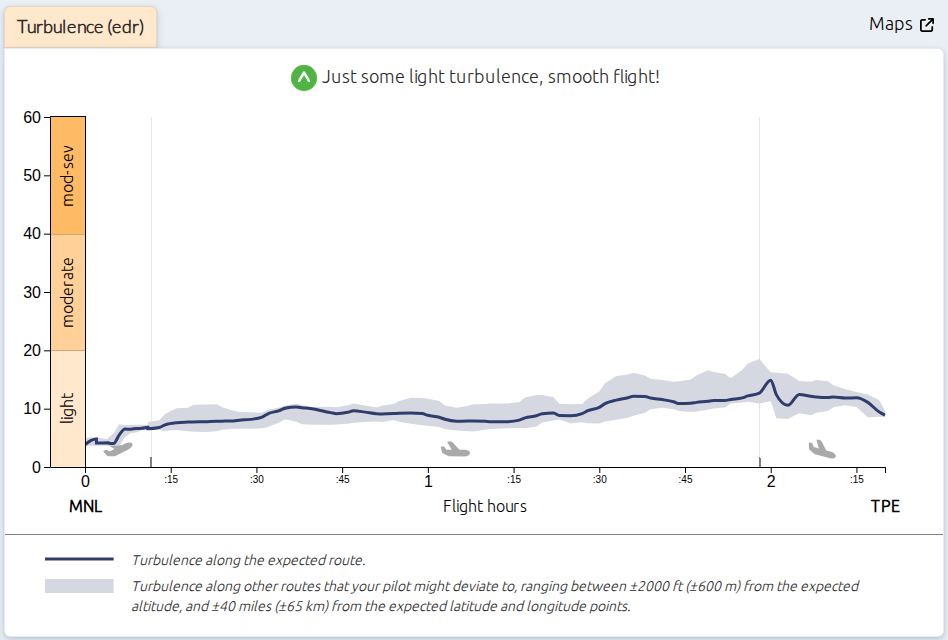 Turbulence (edr)
Maps
Just some light turbulence, smooth flight!
60
50
40
30
20
10
0
mod-sev
moderate
light
0 :15 :30 :45 1 :15 :30 :45 2 :15
MNL Flight hours TPE
Turbulence along the expected route.
Turbulence along other routes that your pilot might deviate to, ranging between ±2000 ft (±600 m) from the expected
altitude, and ±40 miles (±65 km) from the expected latitude and longitude points.